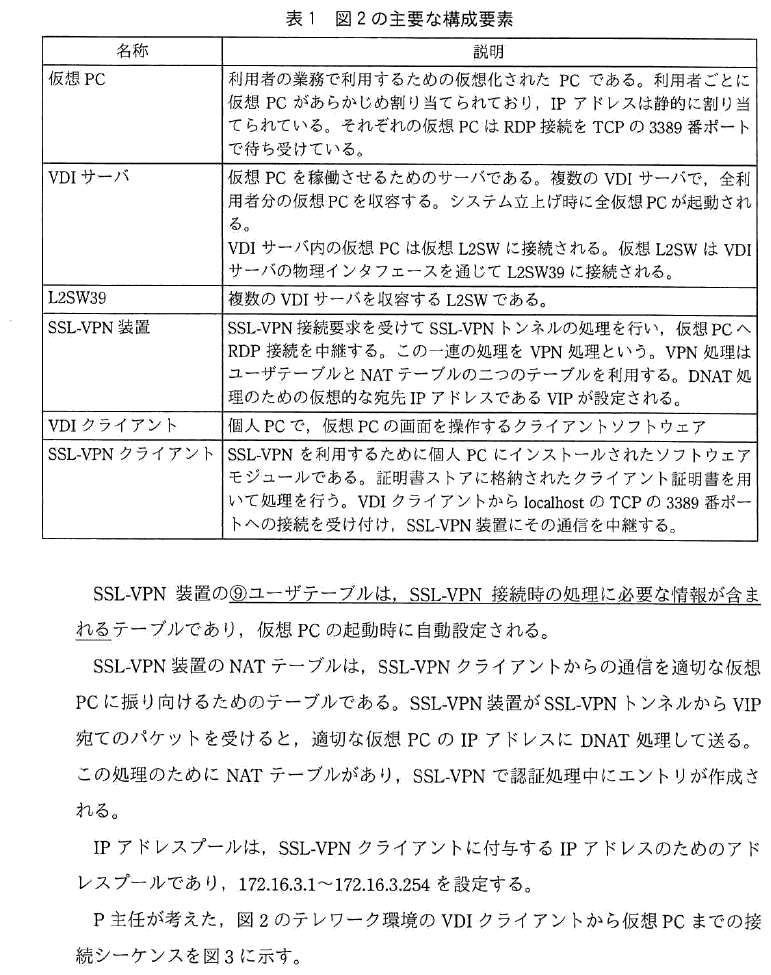 表1 図2の主要な構成要素
名称
説明
仮想 PC
利用者の業務で利用するための仮想化された PC である。利用者ごとに
仮想 PC があらかじめ割り当てられており，IP アドレスは静的に割り当
てられている。それぞれの仮想 PC は RDP 接続を TCP の 3389 番ポート
で待ち受けている。
VDI サーバ
仮想 PC を稼働させるためのサーバである。複数の VDI サーバで，全利
用者分の仮想 PC を収容する。システム立上げ時に全仮想 PC が起動され
る。
VDI サーバ内の仮想 PC は仮想 L2SW に接続される。仮想 L2SW は VDI
サーバの物理インタフェースを通じて L2SW39 に接続される。
L2SW39
複数の VDI サーバを収容する L2SW である。
SSL-VPN 装置
SSL-VPN 接続要求を受けて SSL-VPN トンネルの処理を行い，仮想 PC へ
RDP 接続を中継する。この一連の処理を VPN 処理という。VPN 処理は
ユーザテーブルと NAT テーブルの二つのテーブルを利用する。DNAT 処
理のための仮想的な宛先 IP アドレスである VIP が設定される。
VDI クライアント
個人 PC で，仮想 PC の画面を操作するクライアントソフトウェア
SSL-VPN クライアント
SSL-VPN を利用するために個人 PC にインストールされたソフトウェア
モジュールである。証明書ストアに格納されたクライアント証明書を用
いて処理を行う。VDI クライアントから localhost の TCP の 3389 番ポー
トへの接続を受け付け，SSL-VPN 装置にその通信を中継する。
SSL-VPN 装置の⑨ユーザテーブルは，SSL-VPN 接続時の処理に必要な情報が含ま
れるテーブルであり，仮想 PC の起動時に自動設定される。
SSL-VPN 装置の NAT テーブルは，SSL-VPN クライアントからの通信を適切な仮想
PC に振り向けるためのテーブルである。SSL-VPN 装置が SSL-VPN トンネルから VIP
宛てのパケットを受けると，適切な仮想 PC の IP アドレスに DNAT 処理して送る。
この処理のために NAT テーブルがあり，SSL-VPN で認証処理中にエントリが作成さ
れる。
IP アドレスプールは，SSL-VPN クライアントに付与する IP アドレスのためのアド
レスプールであり，172.16.3.1～172.16.3.254 を設定する。
P 主任が考えた，図2のテレワーク環境の VDI クライアントから仮想 PC までの接
続シーケンスを図3に示す。